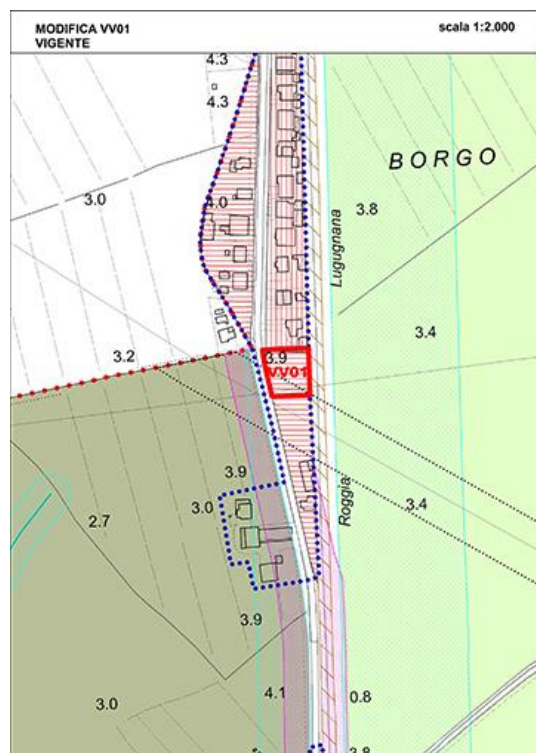 MODIFICA VV01
VIGENTE
scala 1:2.000
4.3
4.3
BORGO
3.0
4.0
3.8
Lugugnana
3.4
3.2
3.9
VV01
3.9
3.0
3.4
2.7
Roggia
3.9
4.1
3.0
0.8
3.8